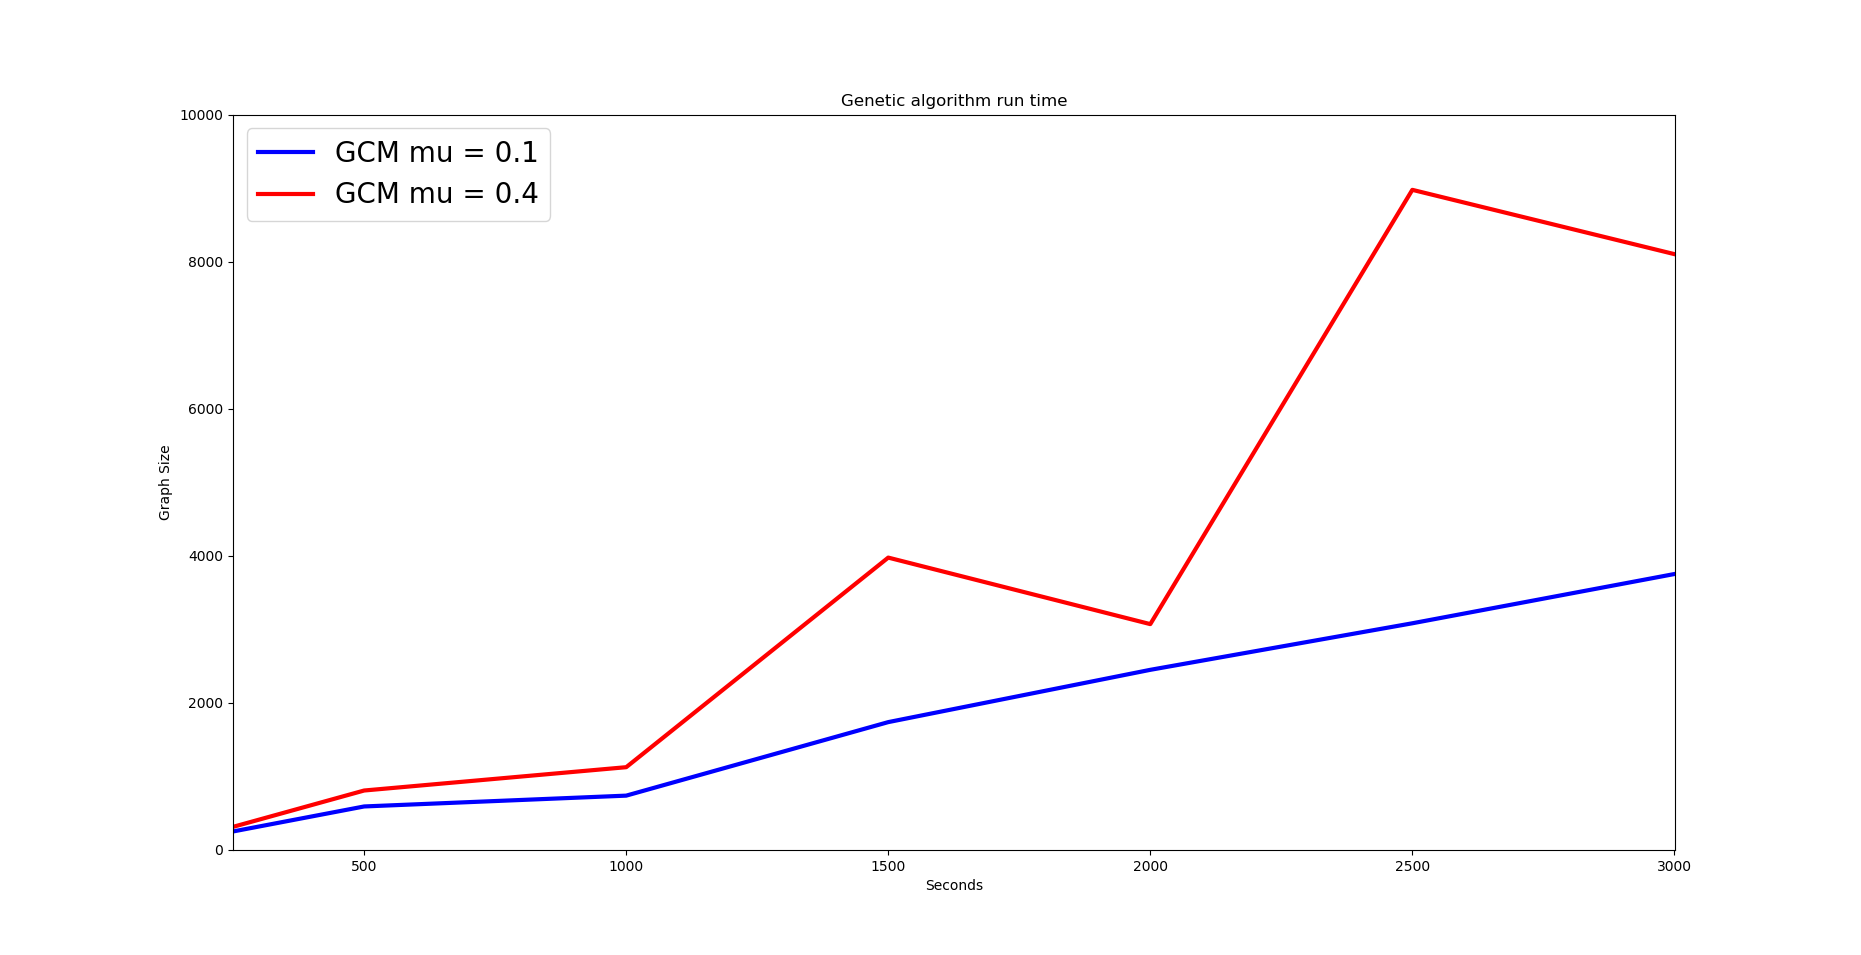 Genetic algorithm run time
10000
8000
6000
4000
2000
0
GCM mu = 0.1
GCM mu = 0.4
Graph Size
500 1000 1500 2000 2500 3000
Seconds